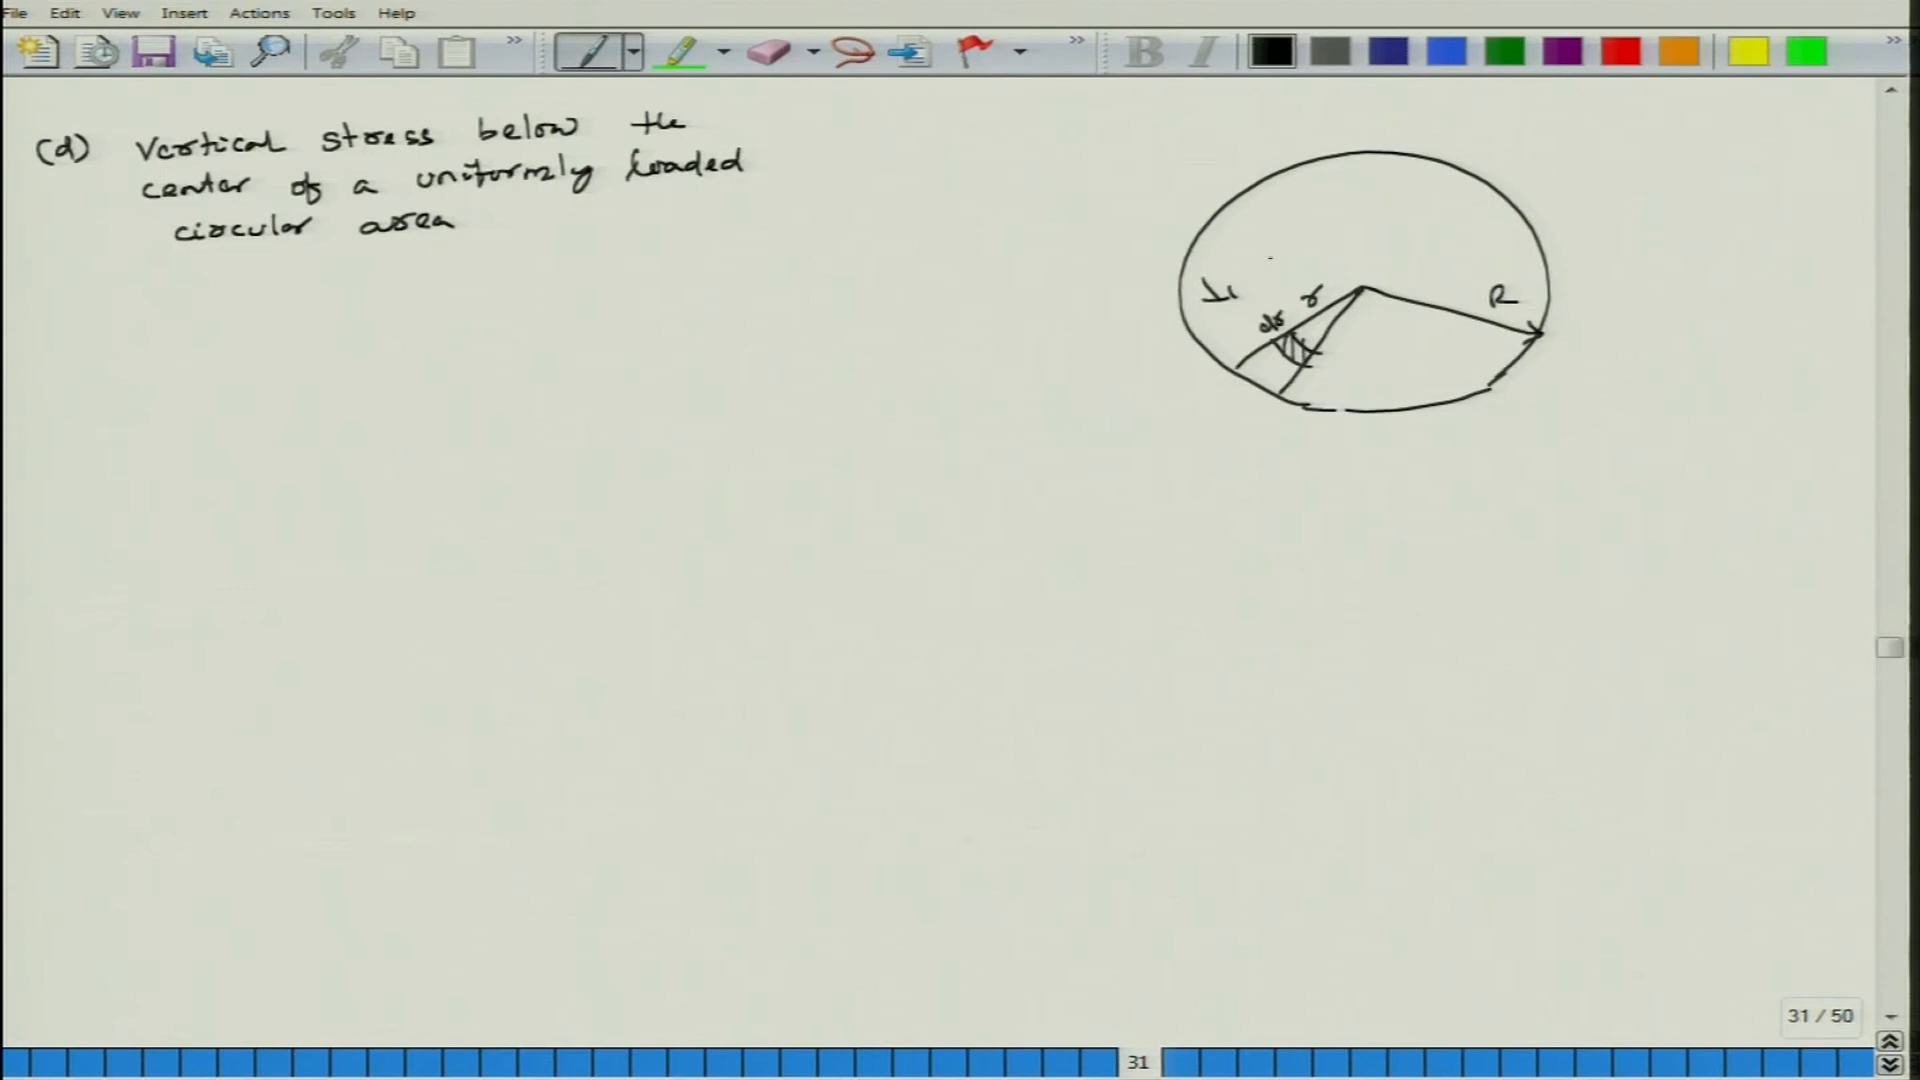 File Edit View Insert Actions Tools Help
B I
(d) Vertical stress below the
center of a uniformly loaded
circular area
r
R
dr
31 / 50
31